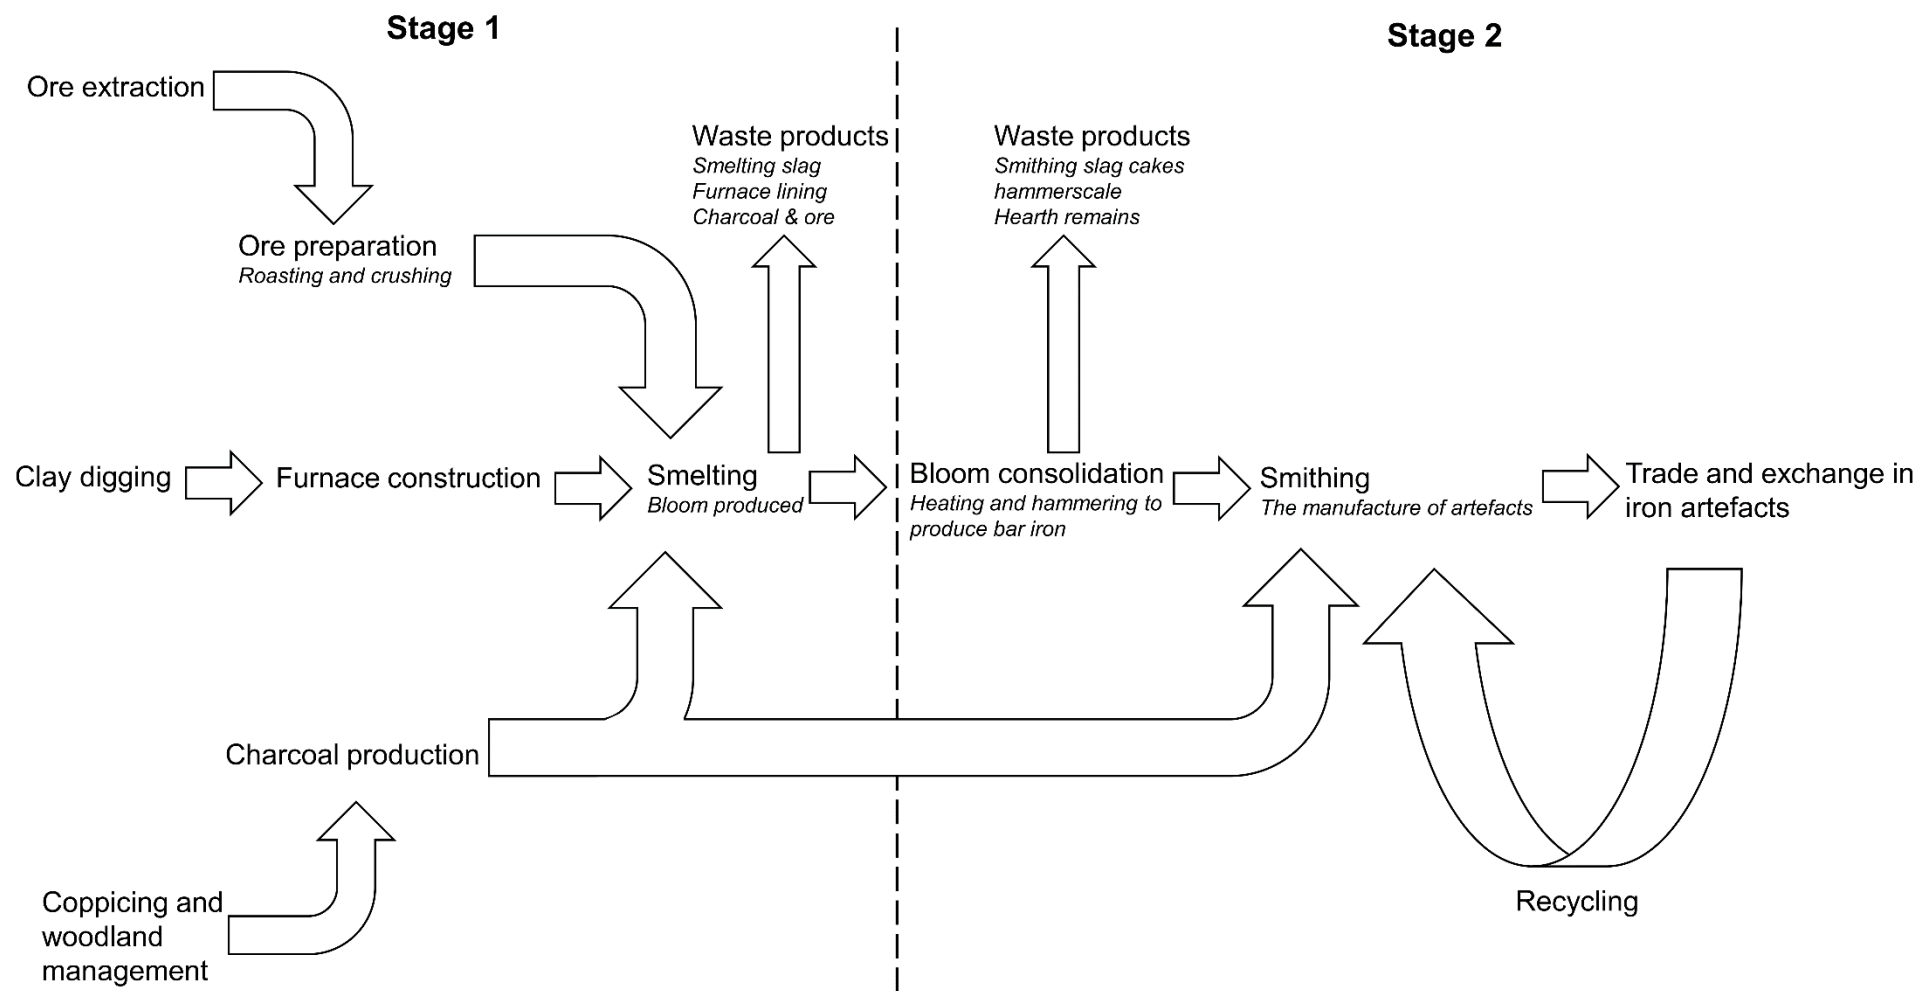 Stage 1
Stage 2
Ore extraction
Waste products
Smelting slag
Furnace lining
Charcoal & ore
Waste products
Smithing slag cakes
hammerscale
Hearth remains
Ore preparation
Roasting and crushing
Clay digging
Furnace construction
Smelting
Bloom produced
Bloom consolidation
Heating and hammering to
produce bar iron
Smithing
The manufacture of artefacts
Trade and exchange in
iron artefacts
Charcoal production
Coppicing and
woodland
management
Recycling